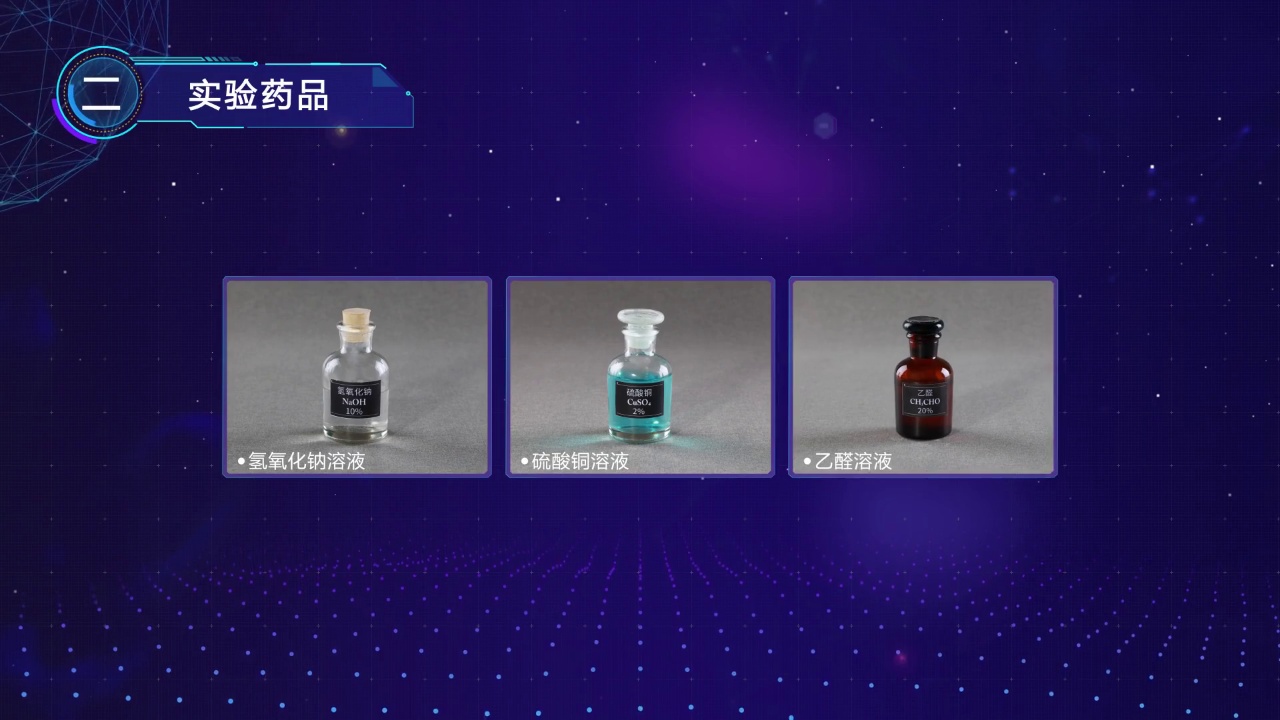 二
实验药品
氢氧化钠
NaOH
10%
•氢氧化钠溶液
硫酸铜
CuSO₄
2%
•硫酸铜溶液
乙醛
CH₃CHO
20%
•乙醛溶液